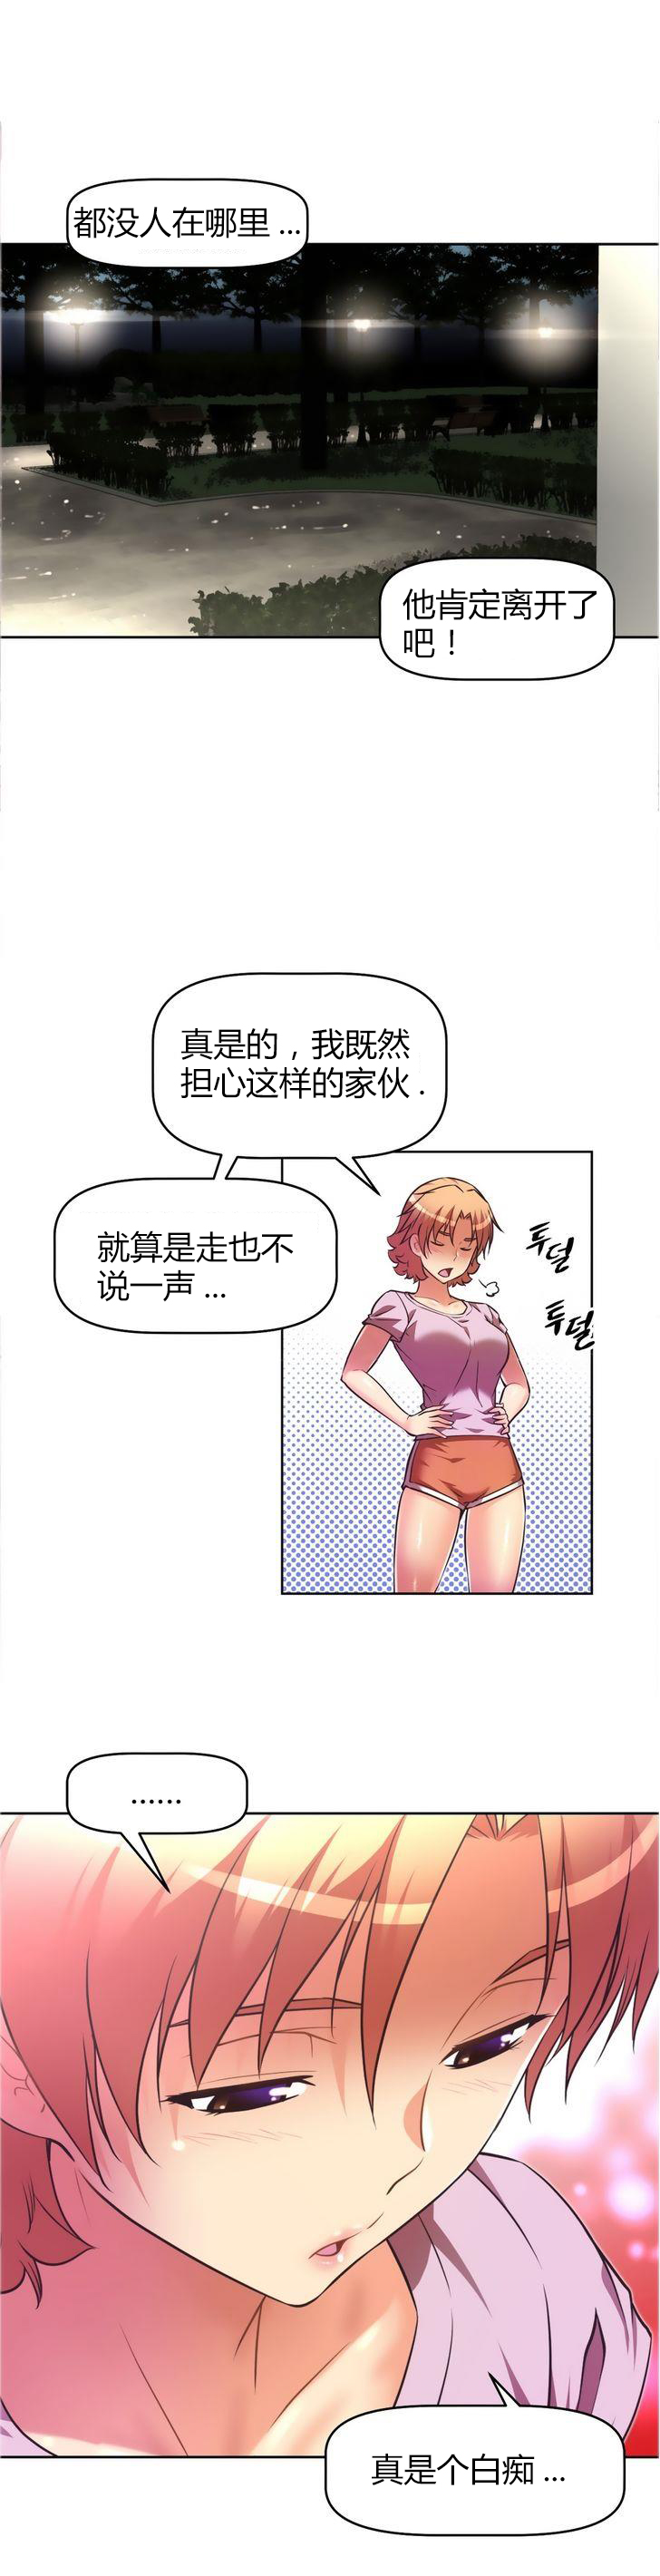 都没人在哪里...
他肯定离开了
吧！
真是的，我既然
担心这样的家伙.
就算是走也不
说一声...
투덜
투덜
......
真是个白痴...